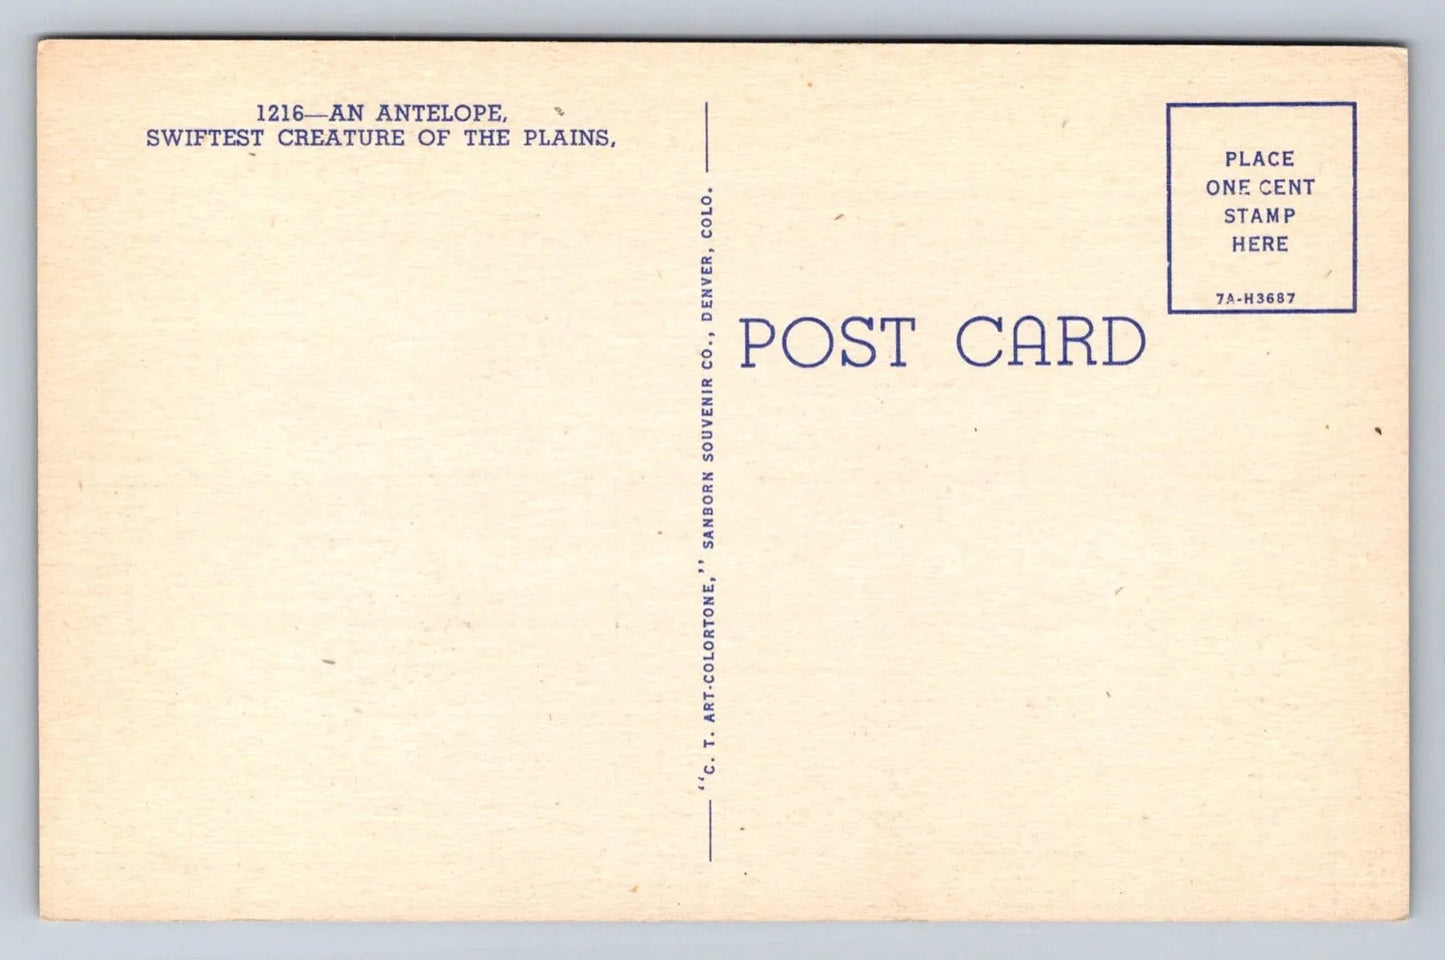 1216—AN ANTELOPE,
SWIFTEST CREATURE OF THE PLAINS,
"C. T. ART-COLORTONE," SANBORN SOUVENIR CO., DENVER, COLO.
PLACE
ONE CENT
STAMP
HERE
7A-H3687
POST CARD